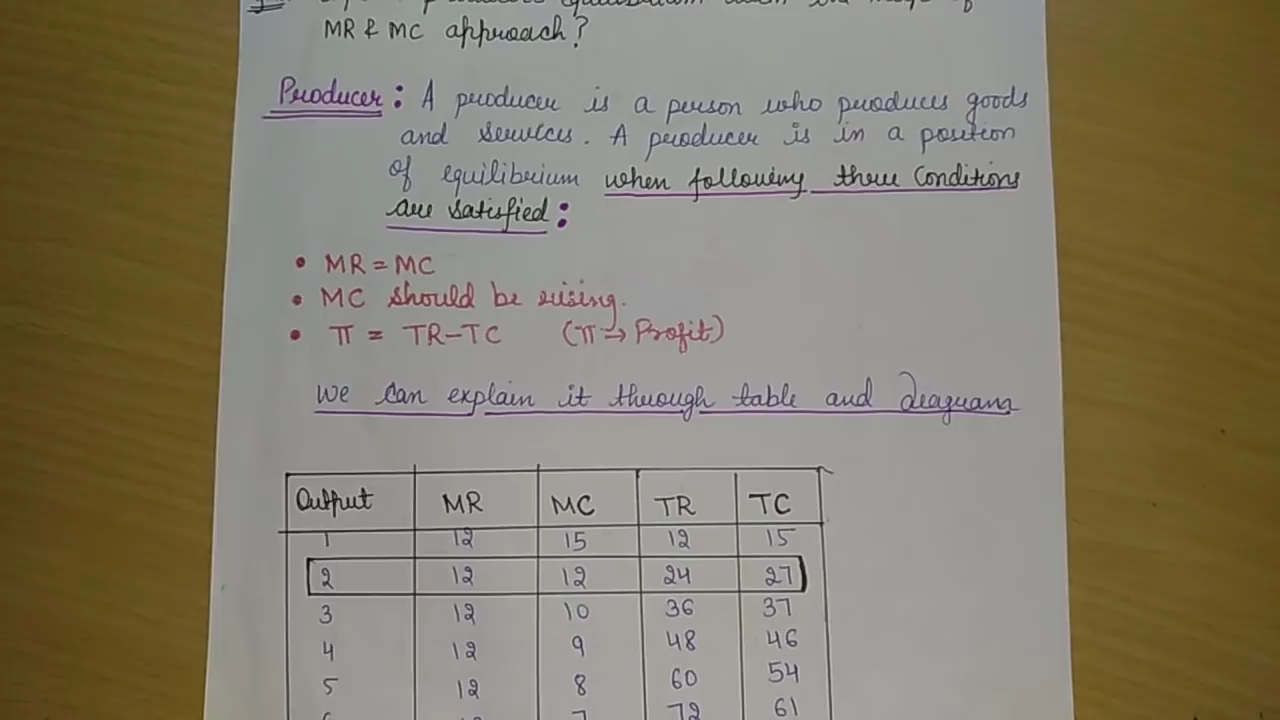 MR & MC approach?
Producer: A producer is a person who produces goods
and services. A producer is in a position
of equilibrium when following three conditions
are satisfied:
• MR = MC
• MC should be rising.
• π = TR-TC (π → Profit)
We can explain it through table and diagram
Output MR MC TR TC
1 12 15 12 15
2 12 12 24 27
3 12 10 36 37
4 12 9 48 46
5 12 8 60 54
72 61